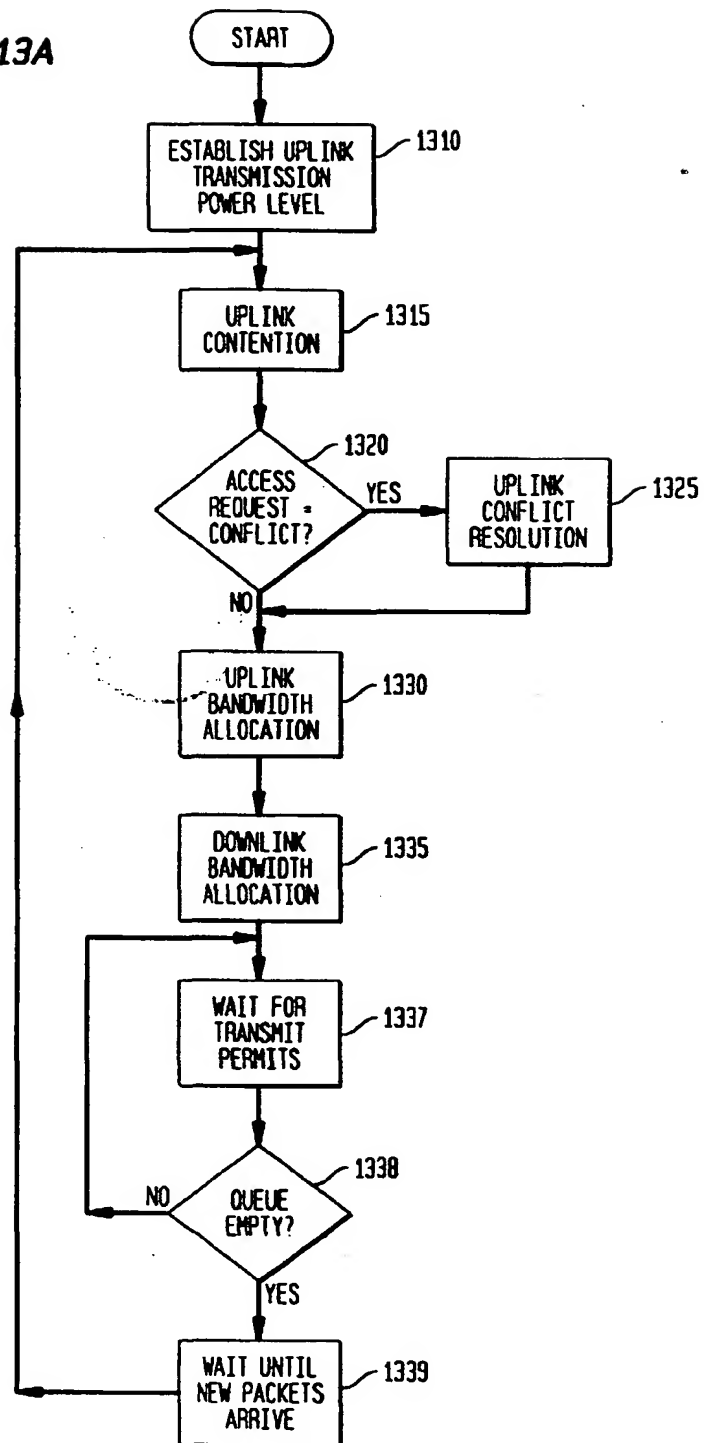 13A
START
ESTABLISH UPLINK
TRANSMISSION
POWER LEVEL
1310
UPLINK
CONTENTION
1315
ACCESS
REQUEST =
CONFLICT?
1320
YES
UPLINK
CONFLICT
RESOLUTION
1325
NO
UPLINK
BANDWIDTH
ALLOCATION
1330
DOWNLINK
BANDWIDTH
ALLOCATION
1335
WAIT FOR
TRANSMIT
PERMITS
1337
NO
QUEUE
EMPTY?
1338
YES
WAIT UNTIL
NEW PACKETS
ARRIVE
1339